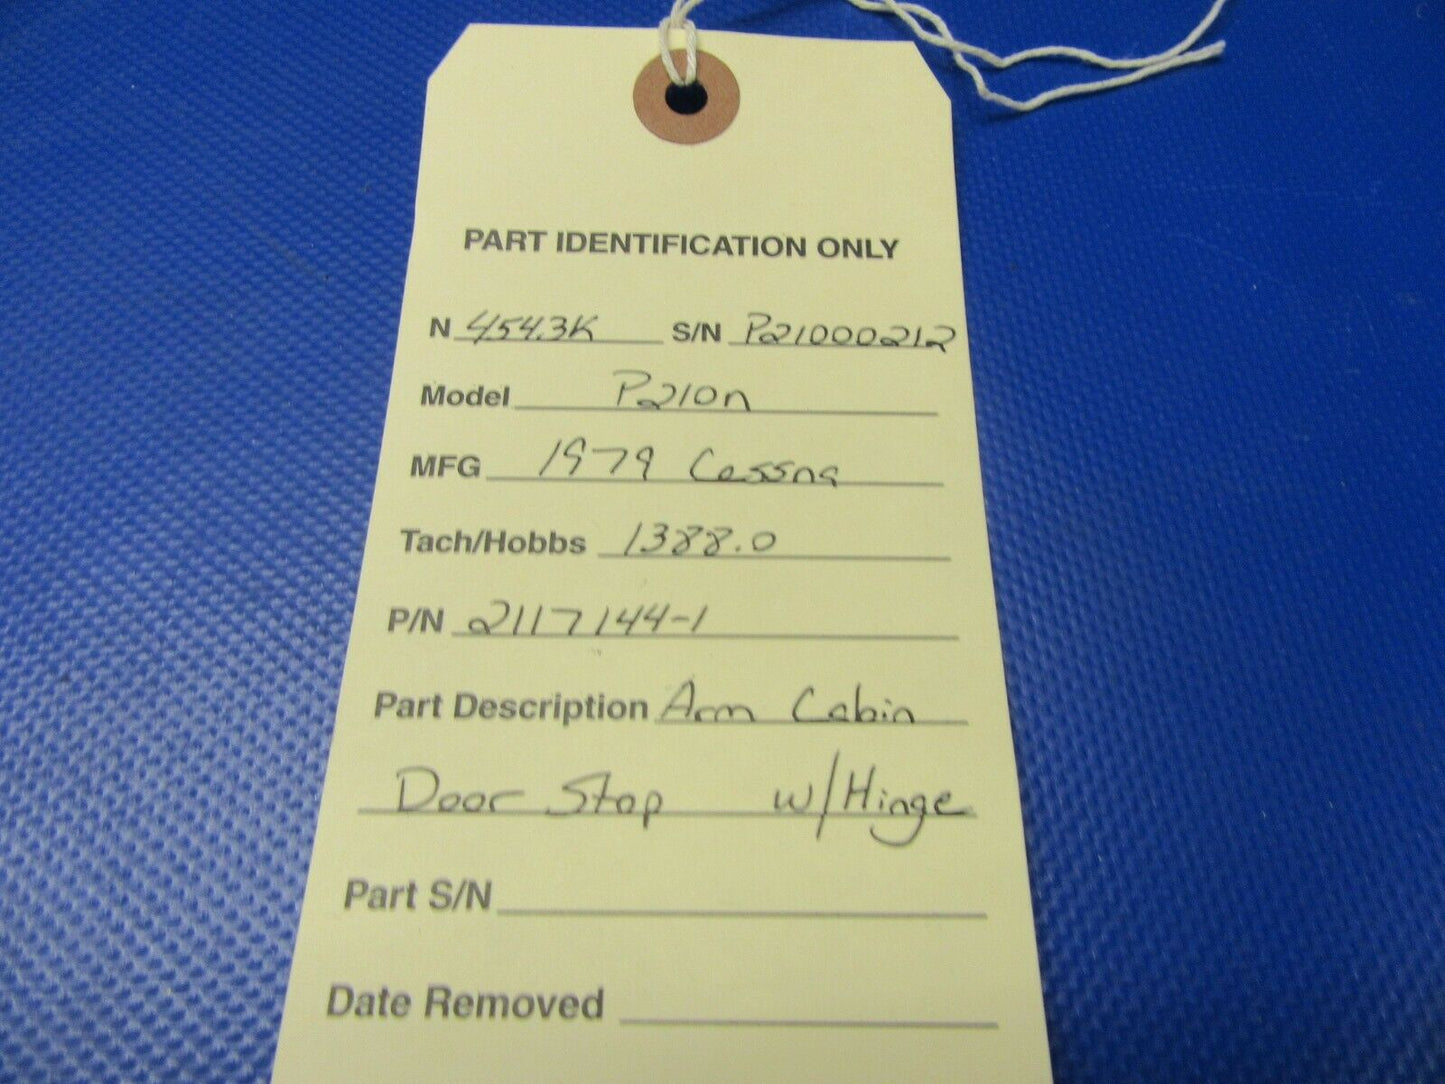 PART IDENTIFICATION ONLY
N 4543K S/N P21000212
Model P210n
MFG 1979 Cessna
Tach/Hobbs 1388.0
P/N 2117144-1
Part Description Arm Cabin
Door Stop w/Hinge
Part S/N
Date Removed